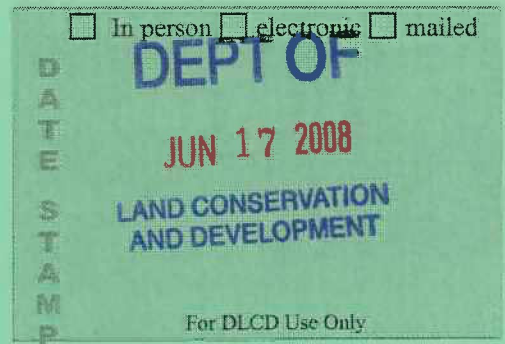 ☐ In person ☐ electronic ☐ mailed
DEPT OF
DATE STAMP
JUN 17 2008
LAND CONSERVATION
AND DEVELOPMENT
For DLCD Use Only